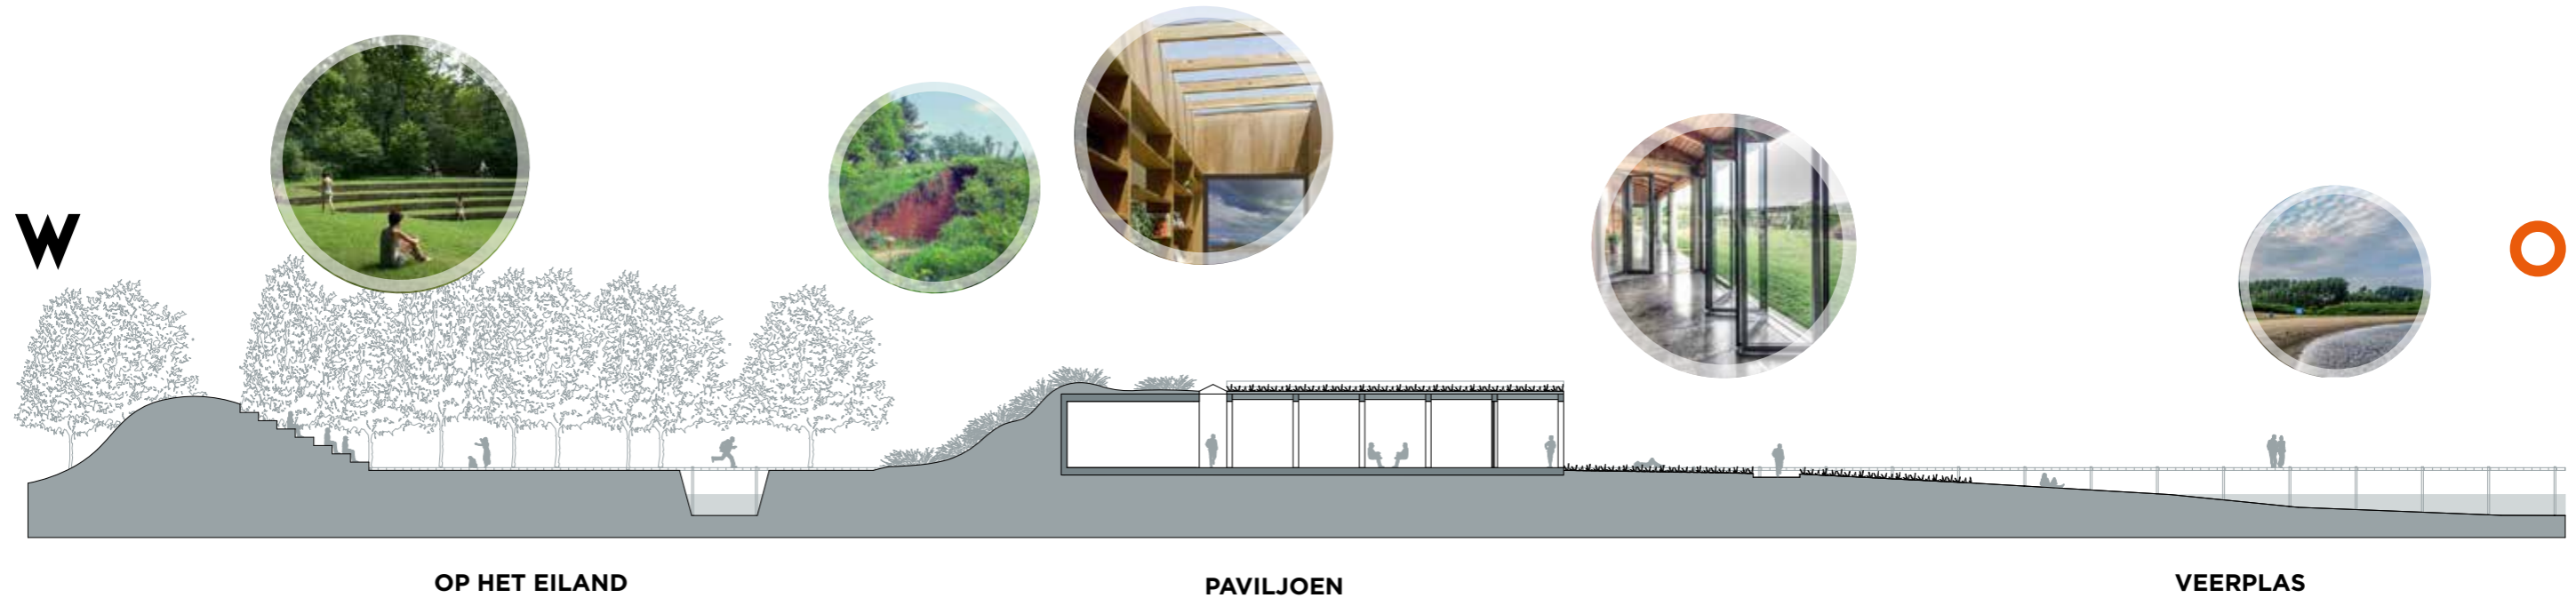 W
O
OP HET EILAND
PAVILJOEN
VEERPLAS